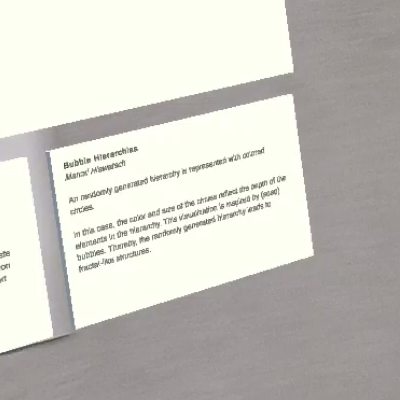 Bubble Hierarchies
Marcel Hlawatsch
An randomly generated hierarchy is represented with colored
circles.
In this case, the color and size of the circles reflect the depth of the
elements in the hierarchy. This visualization is inspired by (soap)
bubbles. Thereby, the randomly generated hierarchy leads to
fractal-like structures.